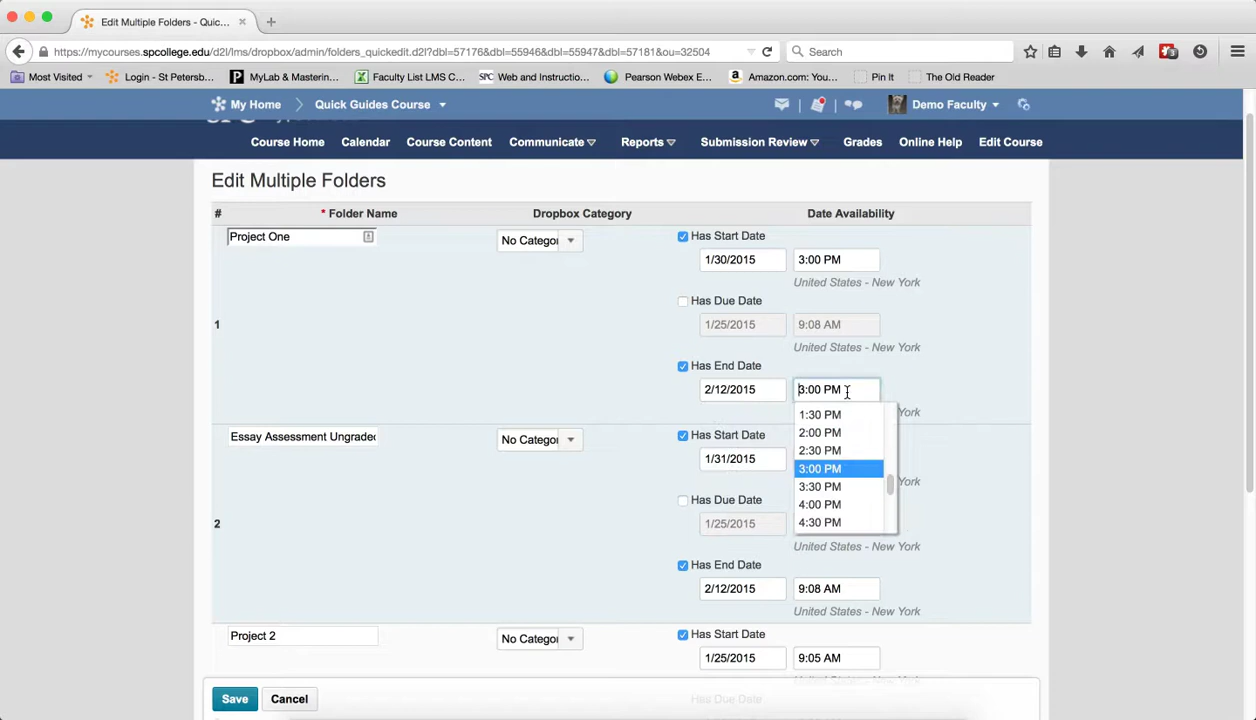 Edit Multiple Folders - Quic...
https://mycourses.spcollege.edu/d2l/lms/dropbox/admin/folders_quickedit.d2l?dbl=57176&dbl=55946&dbl=55947&dbl=57181&ou=32504
Search
Most Visited
Login - St Petersb...
MyLab & Masterin...
Faculty List LMS C...
SPC
Web and Instructio...
Pearson Webex E...
Amazon.com: You...
Pin It
The Old Reader
My Home
Quick Guides Course
Demo Faculty
Course Home
Calendar
Course Content
Communicate
Reports
Submission Review
Grades
Online Help
Edit Course
Edit Multiple Folders
# * Folder Name Dropbox Category Date Availability
Project One
No Categor
Has Start Date
1/30/2015 3:00 PM
United States - New York
Has Due Date
1
1/25/2015 9:08 AM
United States - New York
Has End Date
2/12/2015 3:00 PM
York
1:30 PM
2:00 PM
2:30 PM
3:00 PM
3:30 PM
4:00 PM
4:30 PM
Essay Assessment Ungraded
No Categor
Has Start Date
1/31/2015
York
Has Due Date
2
1/25/2015
United States - New York
Has End Date
2/12/2015 9:08 AM
United States - New York
Project 2
No Categor
Has Start Date
1/25/2015 9:05 AM
Has Due Date
Save
Cancel